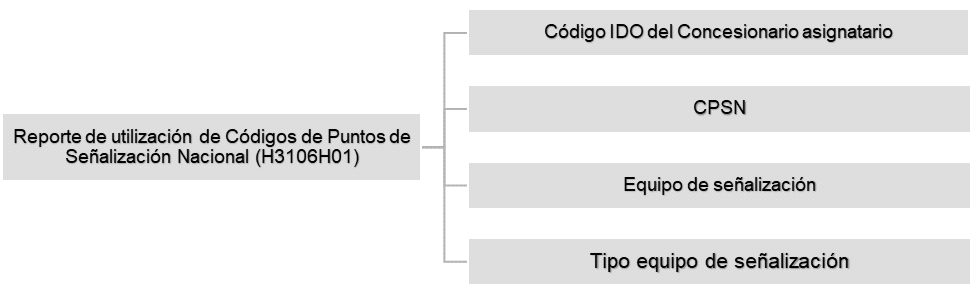 Reporte de utilización de Códigos de Puntos de
Señalización Nacional (H3106H01)
Código IDO del Concesionario asignatario
CPSN
Equipo de señalización
Tipo equipo de señalización